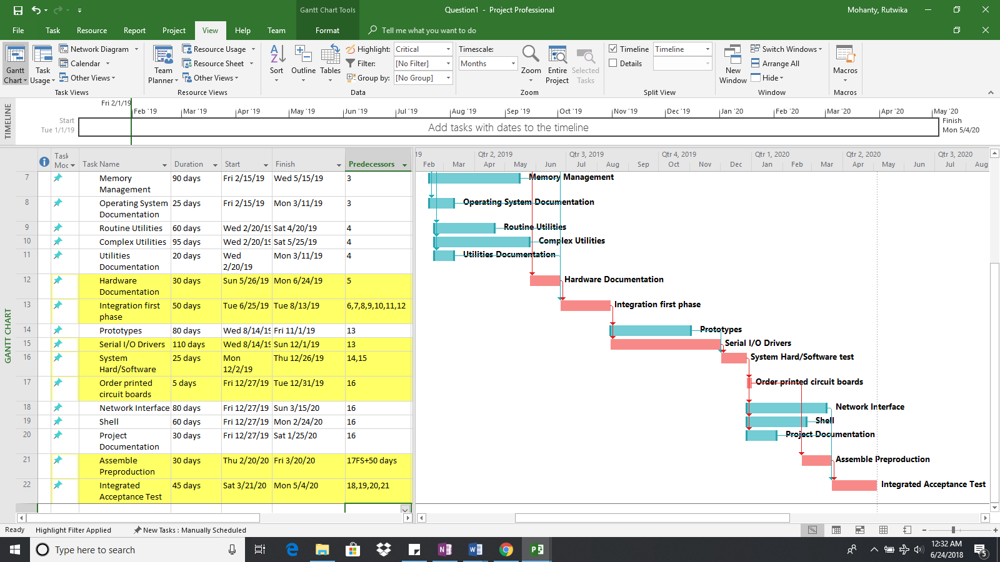 Gantt Chart Tools
Question1 - Project Professional
Mohanty, Rutwika
File Task Resource Report Project View Help Team Format Tell me what you want to do
Gantt Chart
Task Usage
Network Diagram
Calendar
Other Views
Task Views
Team Planner
Resource Usage
Resource Sheet
Other Views
Resource Views
Sort
Outline
Tables
Highlight: Critical
Filter: [No Filter]
Group by: [No Group]
Data
Timescale:
Months
Zoom
Entire Project
Selected Tasks
Zoom
Timeline Timeline
Details
Split View
New Window
Switch Windows
Arrange All
Hide
Window
Macros
Macros
TIMELINE
Fri 2/1/19
Feb '19 Mar '19 Apr '19 May '19 Jun '19 Jul '19 Aug '19 Sep '19 Oct '19 Nov '19 Dec '19 Jan '20 Feb '20 Mar '20 Apr '20 May '20
Start
Tue 1/1/19
Add tasks with dates to the timeline
Finish
Mon 5/4/20
GANTT CHART
Task Moc Task Name Duration Start Finish Predecessors
19 Qtr 2, 2019 Qtr 3, 2019 Qtr 4, 2019 Qtr 1, 2020 Qtr 2, 2020 Qtr 3, 2020
Feb Mar Apr May Jun Jul Aug Sep Oct Nov Dec Jan Feb Mar Apr May Jun Jul Aug
7 Memory Management 90 days Fri 2/15/19 Wed 5/15/19 3
8 Operating System Documentation 25 days Fri 2/15/19 Mon 3/11/19 3
9 Routine Utilities 60 days Wed 2/20/19 Sat 4/20/19 4
10 Complex Utilities 95 days Wed 2/20/19 Sat 5/25/19 4
11 Utilities Documentation 20 days Wed 2/20/19 Mon 3/11/19 4
12 Hardware Documentation 30 days Sun 5/26/19 Mon 6/24/19 5
13 Integration first phase 50 days Tue 6/25/19 Tue 8/13/19 6,7,8,9,10,11,12
14 Prototypes 80 days Wed 8/14/19 Fri 11/1/19 13
15 Serial I/O Drivers 110 days Wed 8/14/19 Sun 12/1/19 13
16 System Hard/Software 25 days Mon 12/2/19 Thu 12/26/19 14,15
17 Order printed circuit boards 5 days Fri 12/27/19 Tue 12/31/19 16
18 Network Interface 80 days Fri 12/27/19 Sun 3/15/20 16
19 Shell 60 days Fri 12/27/19 Mon 2/24/20 16
20 Project Documentation 30 days Fri 12/27/19 Sat 1/25/20 16
21 Assemble Preproduction 30 days Thu 2/20/20 Fri 3/20/20 17FS+50 days
22 Integrated Acceptance Test 45 days Sat 3/21/20 Mon 5/4/20 18,19,20,21
Memory Management
Operating System Documentation
Routine Utilities
Complex Utilities
Utilities Documentation
Hardware Documentation
Integration first phase
Prototypes
Serial I/O Drivers
System Hard/Software test
Order printed circuit boards
Network Interface
Shell
Project Documentation
Assemble Preproduction
Integrated Acceptance Test
Ready Highlight Filter Applied New Tasks : Manually Scheduled
Type here to search
12:32 AM
6/24/2018
5